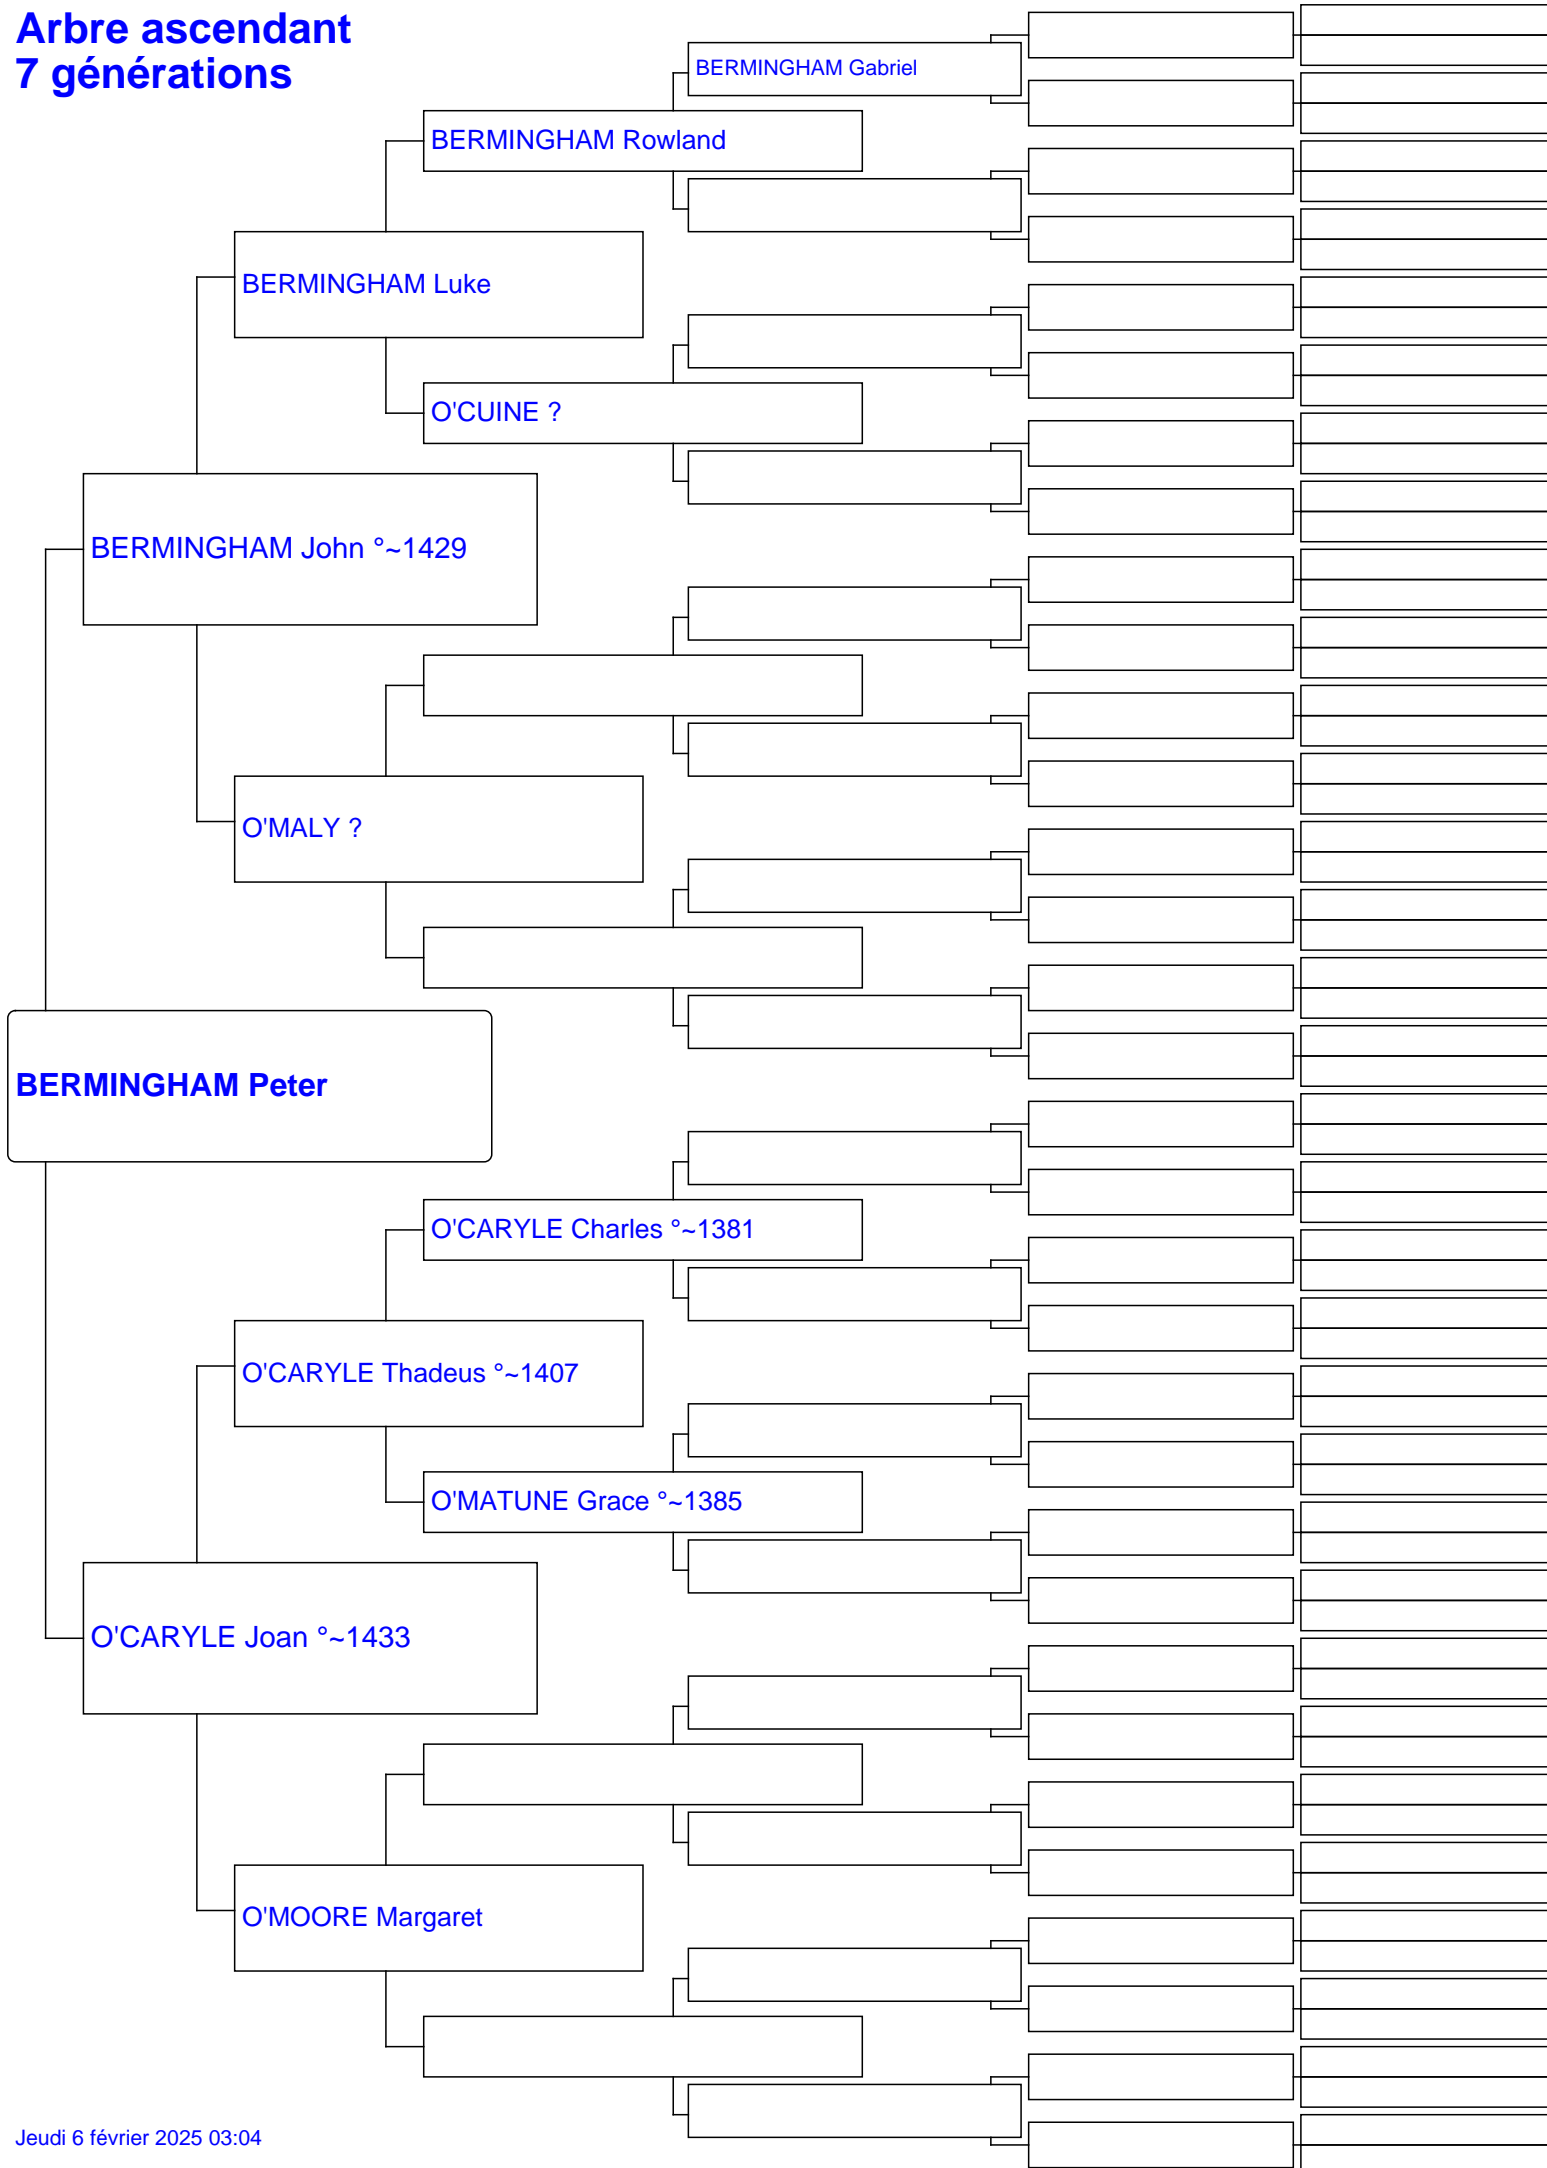 Arbre ascendant
7 générations
BERMINGHAM Gabriel
BERMINGHAM Rowland
BERMINGHAM Luke
O'CUINE ?
BERMINGHAM John °~1429
O'MALY ?
BERMINGHAM Peter
O'CARYLE Charles °~1381
O'CARYLE Thadeus °~1407
O'MATUNE Grace °~1385
O'CARYLE Joan °~1433
O'MOORE Margaret
Jeudi 6 février 2025 03:04